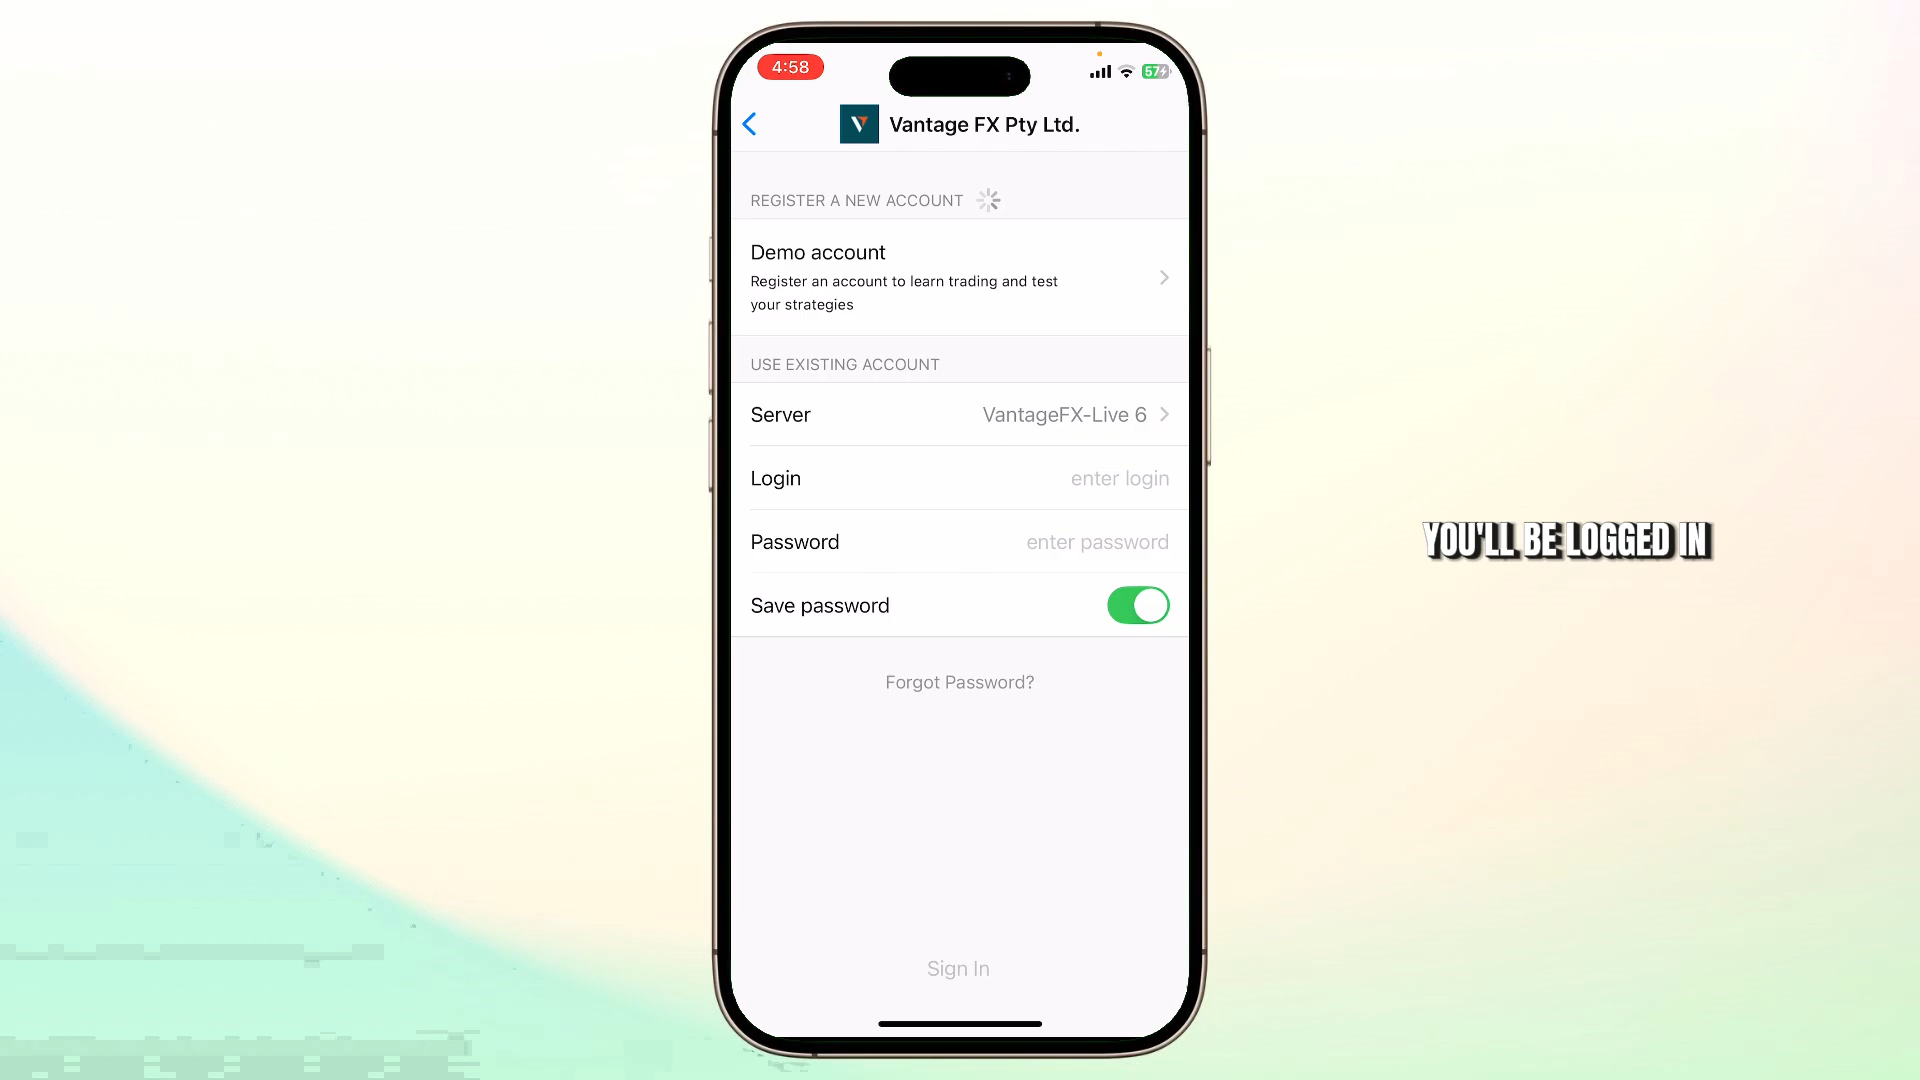 4:58
57
Vantage FX Pty Ltd.
REGISTER A NEW ACCOUNT
Demo account
Register an account to learn trading and test
your strategies
USE EXISTING ACCOUNT
Server VantageFX-Live 6
Login enter login
Password enter password
Save password
Forgot Password?
Sign In
YOU'LL BE LOGGED IN